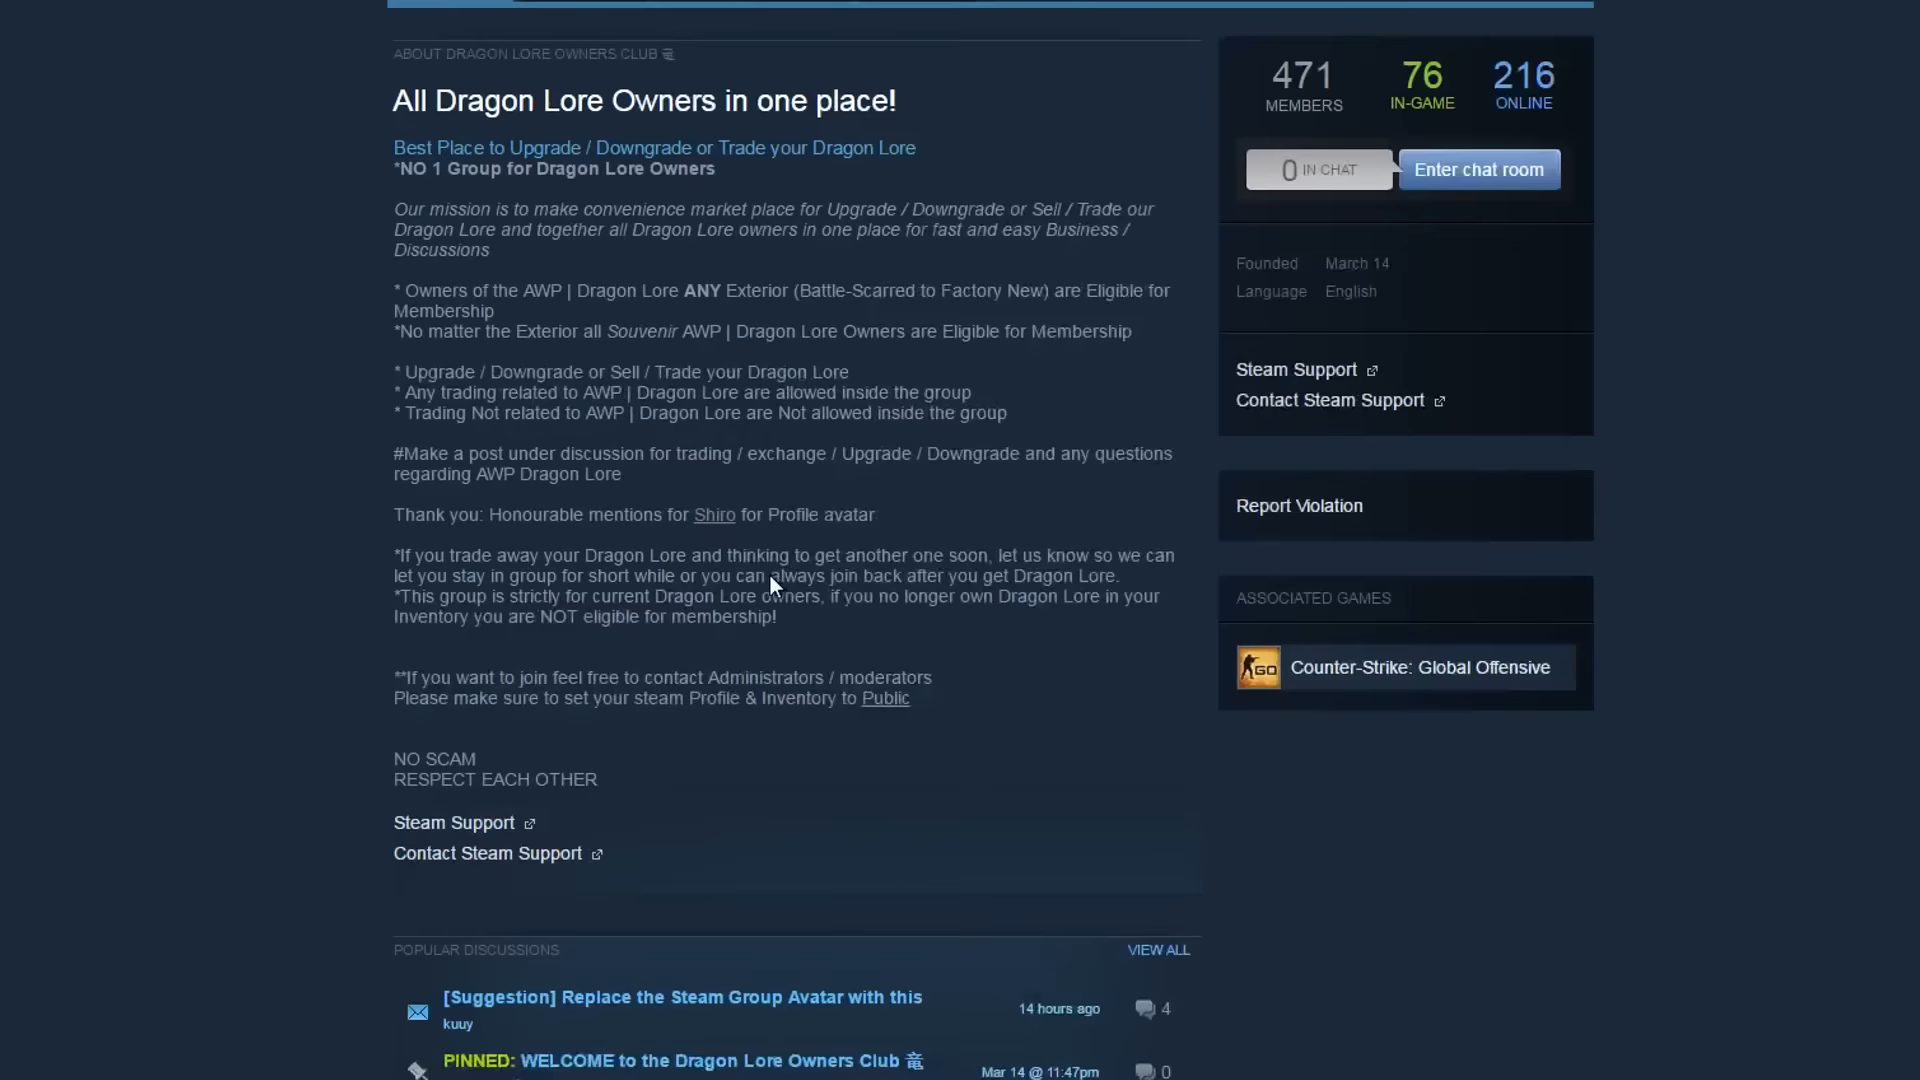 ABOUT DRAGON LORE OWNERS CLUB 竜
All Dragon Lore Owners in one place!
Best Place to Upgrade / Downgrade or Trade your Dragon Lore
*NO 1 Group for Dragon Lore Owners
Our mission is to make convenience market place for Upgrade / Downgrade or Sell / Trade our
Dragon Lore and together all Dragon Lore owners in one place for fast and easy Business /
Discussions
* Owners of the AWP | Dragon Lore ANY Exterior (Battle-Scarred to Factory New) are Eligible for
Membership
*No matter the Exterior all Souvenir AWP | Dragon Lore Owners are Eligible for Membership
* Upgrade / Downgrade or Sell / Trade your Dragon Lore
* Any trading related to AWP | Dragon Lore are allowed inside the group
* Trading Not related to AWP | Dragon Lore are Not allowed inside the group
#Make a post under discussion for trading / exchange / Upgrade / Downgrade and any questions
regarding AWP Dragon Lore
Thank you: Honourable mentions for Shiro for Profile avatar
*If you trade away your Dragon Lore and thinking to get another one soon, let us know so we can
let you stay in group for short while or you can always join back after you get Dragon Lore.
*This group is strictly for current Dragon Lore owners, if you no longer own Dragon Lore in your
Inventory you are NOT eligible for membership!
**If you want to join feel free to contact Administrators / moderators
Please make sure to set your steam Profile & Inventory to Public
NO SCAM
RESPECT EACH OTHER
Steam Support
Contact Steam Support
POPULAR DISCUSSIONS VIEW ALL
[Suggestion] Replace the Steam Group Avatar with this
kuuy
14 hours ago 4
PINNED: WELCOME to the Dragon Lore Owners Club 竜
Mar 14 @ 11:47pm 0
471 76 216
MEMBERS IN-GAME ONLINE
0 IN CHAT Enter chat room
Founded March 14
Language English
Steam Support
Contact Steam Support
Report Violation
ASSOCIATED GAMES
GO Counter-Strike: Global Offensive